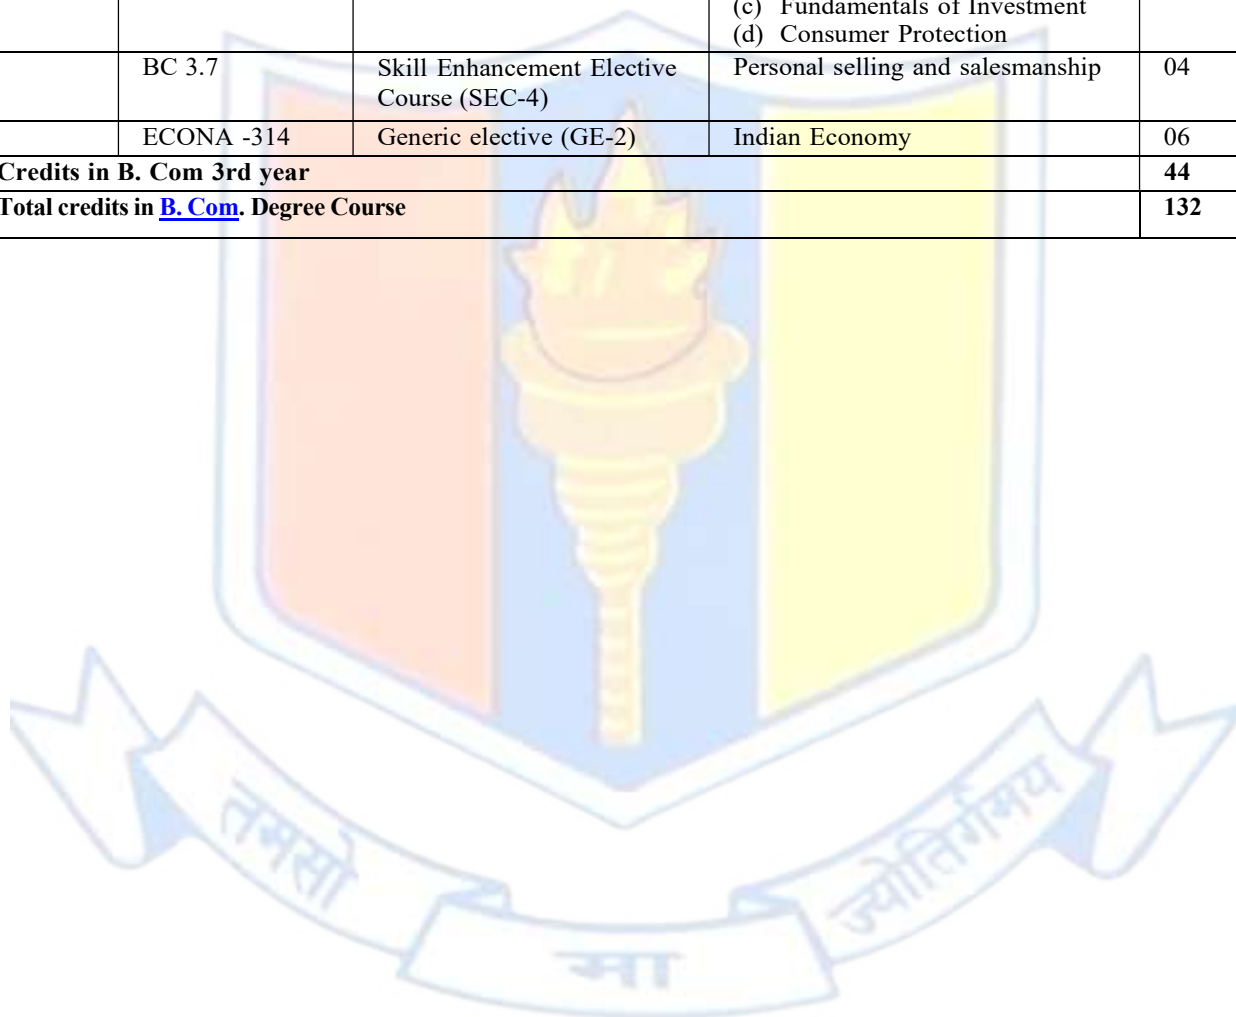 (c) Fundamentals of Investment
(d) Consumer Protection
BC 3.7 Skill Enhancement Elective Personal selling and salesmanship 04
Course (SEC-4)
ECONA -314 Generic elective (GE-2) Indian Economy 06
Credits in B. Com 3rd year 44
Total credits in B. Com. Degree Course 132
तमसो मा ज्योतिर्गमय